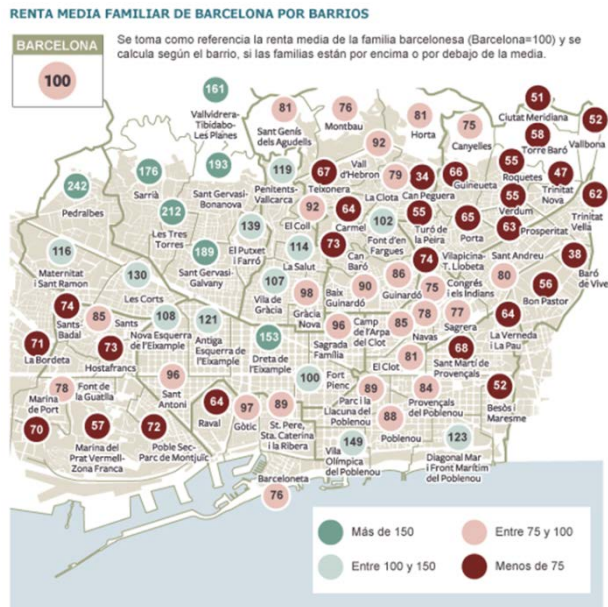 RENTA MEDIA FAMILIAR DE BARCELONA POR BARRIOS
BARCELONA
100
Se toma como referencia la renta media de la familia barcelonesa (Barcelona=100) y se
calcula según el barrio, si las familias están por encima o por debajo de la media.
161
Vallvidrera-
Tibidabo-
Les Planes
81
Sant Genís
dels Agudells
76
Montbau
81
Horta
75
Canyelles
51
Ciutat Meridiana
52
Vallbona
58
Torre Baró
92
Vall
d'Hebron
242
Pedralbes
176
Sarrià
193
Sant Gervasi-
Bonanova
119
Penitents-
Vallcarca
67
Teixonera
79
La Clota
34
Can Peguera
66
Guineueta
55
Roquetes
47
Trinitat
Nova
62
Trinitat
Vella
212
Les Tres
Torres
139
El Putxet
i Farró
92
El Coll
64
Carmel
102
Font d'en
Fargues
55
Turó de
la Peira
65
Porta
55
Verdum
63
Prosperitat
116
Maternitat
i Sant Ramon
189
Sant Gervasi-
Galvany
114
La Salut
73
Can
Baró
74
Vilapicina-
T. Llobeta
Sant Andreu
80
38
Baró
de Viver
130
Les Corts
107
Vila de
Gràcia
98
Gràcia
Nova
90
Baix
Guinardó
86
Guinardó
75
Congrés
i els Indians
56
Bon Pastor
74
Sants-
Badal
85
Sants
108
Nova Esquerra
de l'Eixample
121
Antiga
Esquerra de
l'Eixample
153
Dreta de
l'Eixample
96
Sagrada
Família
85
Camp
de l'Arpa
del Clot
78
Navas
77
Sagrera
64
La Verneda
i La Pau
71
La Bordeta
73
Hostafrancs
81
El Clot
68
Sant Martí de
Provençals
78
Marina
de Port
Font de
la Guatlla
96
Sant
Antoni
100
Fort
Pienc
89
Parc i la
Llacuna del
Poblenou
84
Provençals
del Poblenou
52
Besòs i
Maresme
70
57
Marina del
Prat Vermell-
Zona Franca
72
Poble Sec-
Parc de Montjuïc
64
Raval
97
Gòtic
89
St. Pere,
Sta. Caterina
i la Ribera
88
Poblenou
149
Vila
Olímpica
del Poblenou
123
Diagonal Mar
i Front Marítim
del Poblenou
Barceloneta
76
Más de 150
Entre 75 y 100
Entre 100 y 150
Menos de 75